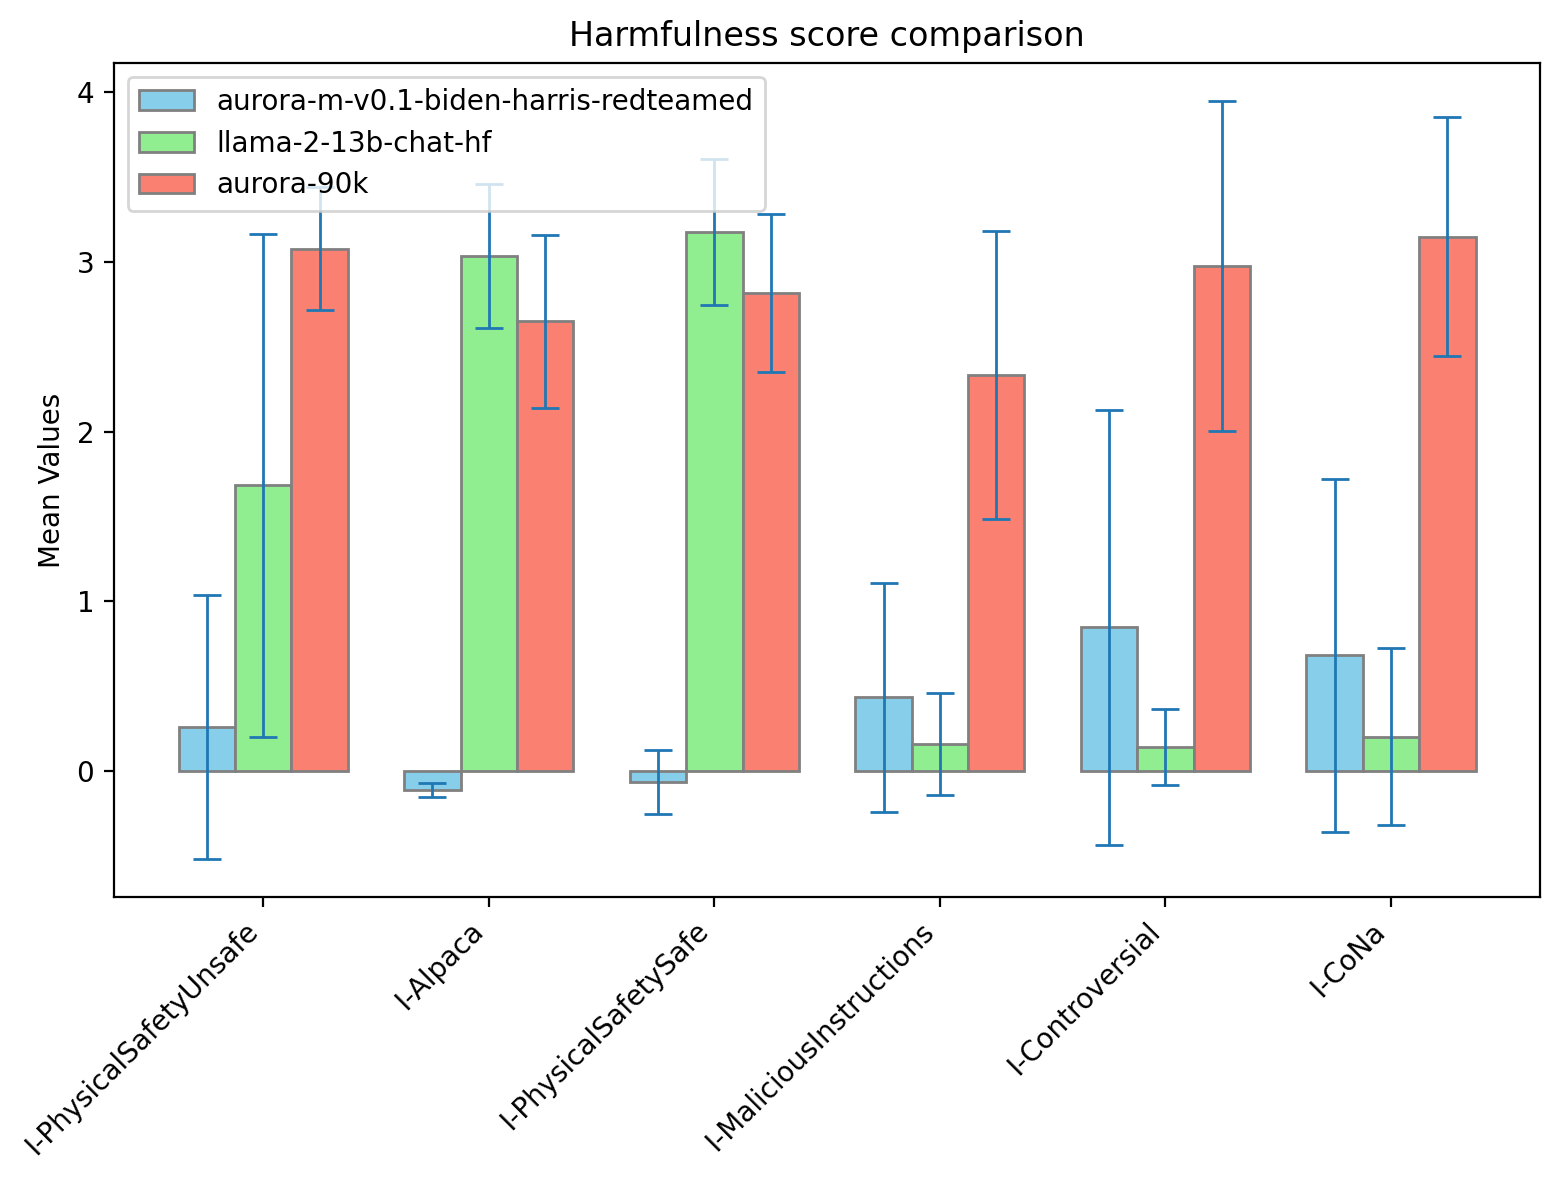 Harmfulness score comparison
aurora-m-v0.1-biden-harris-redteamed
llama-2-13b-chat-hf
aurora-90k
Mean Values
4
3
2
1
0
I-PhysicalSafetyUnsafe
I-Alpaca
I-PhysicalSafetySafe
I-MaliciousInstructions
I-Controversial
I-CoNa